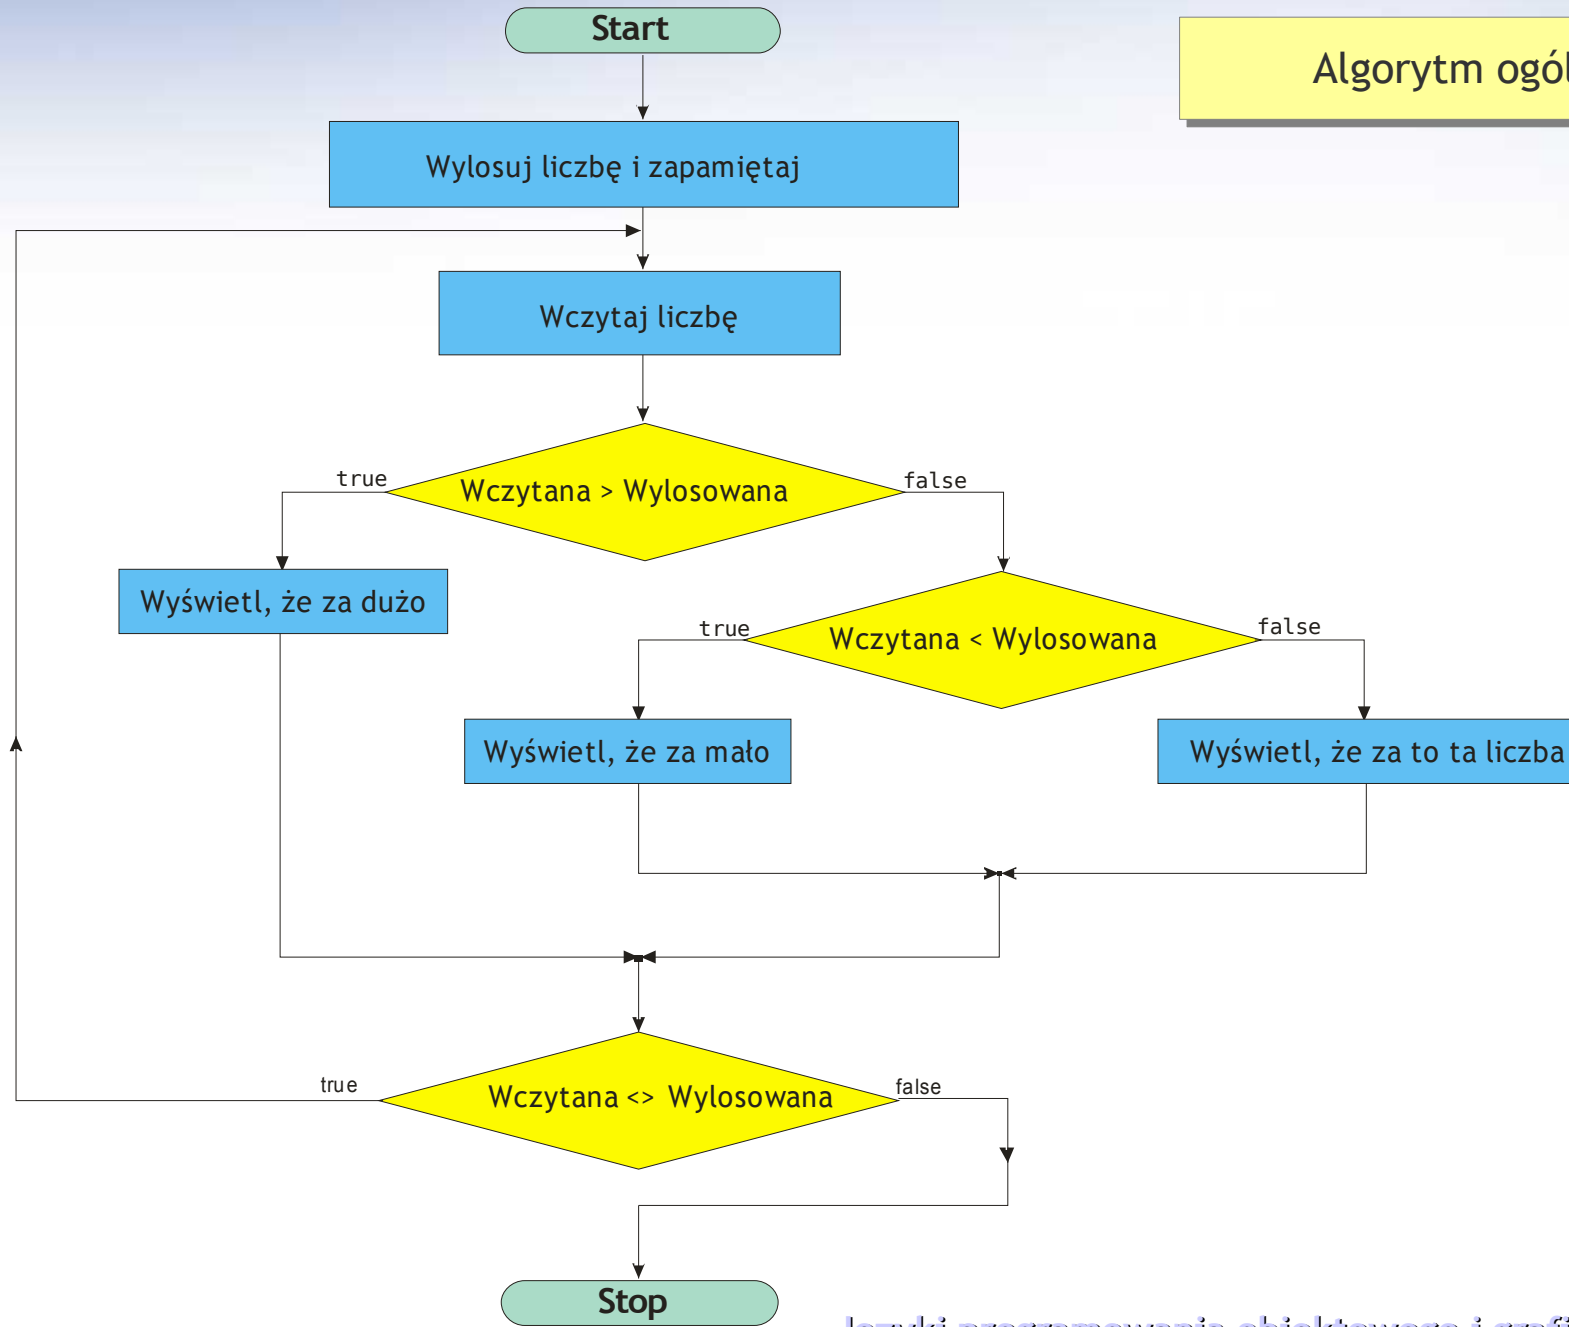 Start
Algorytm
Wylosuj liczbę i zapamiętaj
Wczytaj liczbę
true
Wczytana > Wylosowana
false
Wyświetl, że za dużo
true
Wczytana < Wylosowana
false
Wyświetl, że za mało
Wyświetl, że za to ta liczba
true
Wczytana <> Wylosowana
false
Stop